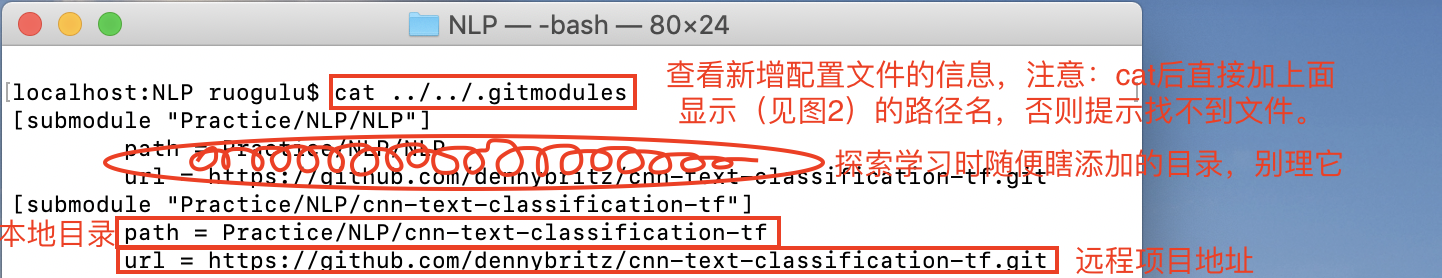 NLP — -bash — 80×24
[localhost:NLP ruogulu$ cat ../../.gitmodules
查看新增配置文件的信息，注意：cat后直接加上面
显示（见图2）的路径名，否则提示找不到文件。
[submodule "Practice/NLP/NLP"]
path = Practice/NLP/NLP
探索学习时随便瞎添加的目录，别理它
url = https://github.com/dennybritz/cnn-text-classification-tf.git
[submodule "Practice/NLP/cnn-text-classification-tf"]
本地目录 path = Practice/NLP/cnn-text-classification-tf
url = https://github.com/dennybritz/cnn-text-classification-tf.git 远程项目地址